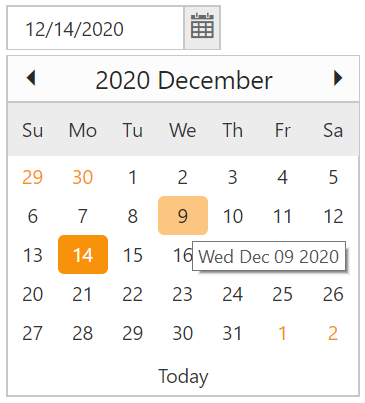 12/14/2020
2020 December
Su Mo Tu We Th Fr Sa
29 30 1 2 3 4 5
6 7 8 9 10 11 12
13 14 15 16
Wed Dec 09 2020
20 21 22 23 24 25 26
27 28 29 30 31 1 2
Today